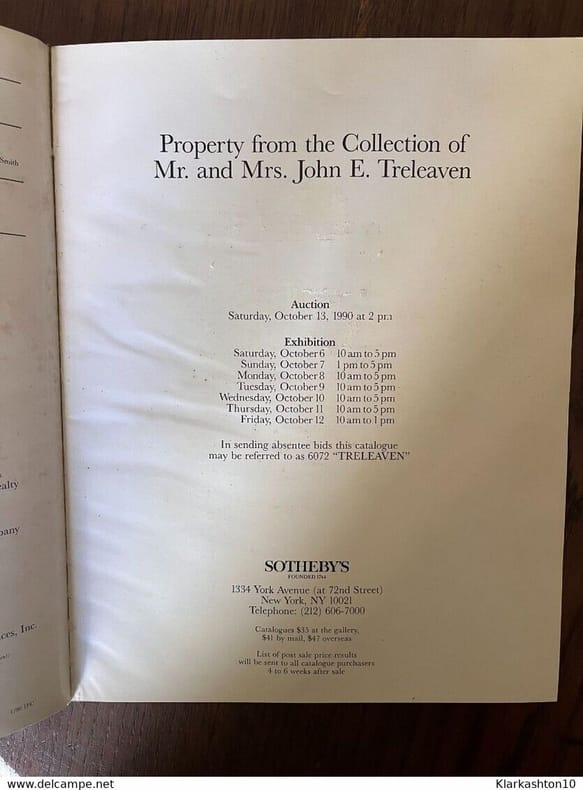 Smith
Property from the Collection of
Mr. and Mrs. John E. Treleaven
Auction
Saturday, October 13, 1990 at 2 pm
Exhibition
Saturday, October 6 10 am to 5 pm
Sunday, October 7 1 pm to 5 pm
Monday, October 8 10 am to 5 pm
Tuesday, October 9 10 am to 5 pm
Wednesday, October 10 10 am to 5 pm
Thursday, October 11 10 am to 5 pm
Friday, October 12 10 am to 1 pm
In sending absentee bids this catalogue
may be referred to as 6072 “TRELEAVEN”
ealty
pany
ces, Inc.
SOTHEBY'S
FOUNDED 1744
1334 York Avenue (at 72nd Street)
New York, NY 10021
Telephone: (212) 606-7000
Catalogues $35 at the gallery,
$41 by mail, $47 overseas
List of post sale price results
will be sent to all catalogue purchasers
4 to 6 weeks after sale
www.delcampe.net
Klarkashton10